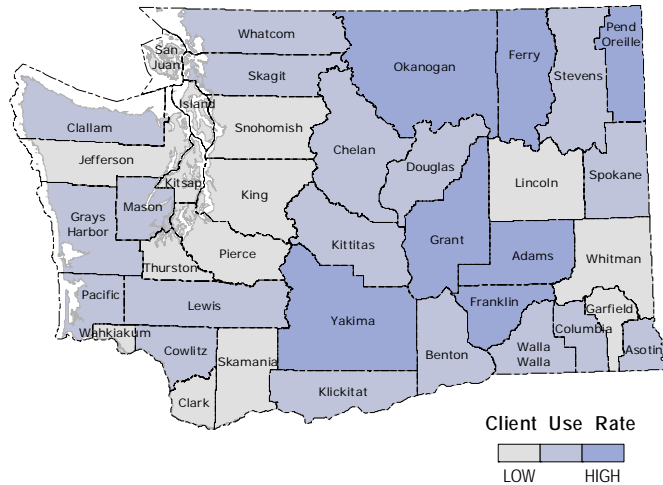 Whatcom
San
Juan
Skagit
Okanogan
Ferry
Pend
Oreille
Stevens
Island
Clallam
Snohomish
Chelan
Douglas
Jefferson
Kitsap
Lincoln
Spokane
King
Mason
Grays
Harbor
Grant
Kittitas
Adams
Whitman
Pierce
Thurston
Pacific
Lewis
Yakima
Franklin
Garfield
Columbia
Wahkiakum
Cowlitz
Skamania
Benton
Walla
Walla
Asotin
Klickitat
Clark
Client Use Rate
LOW HIGH